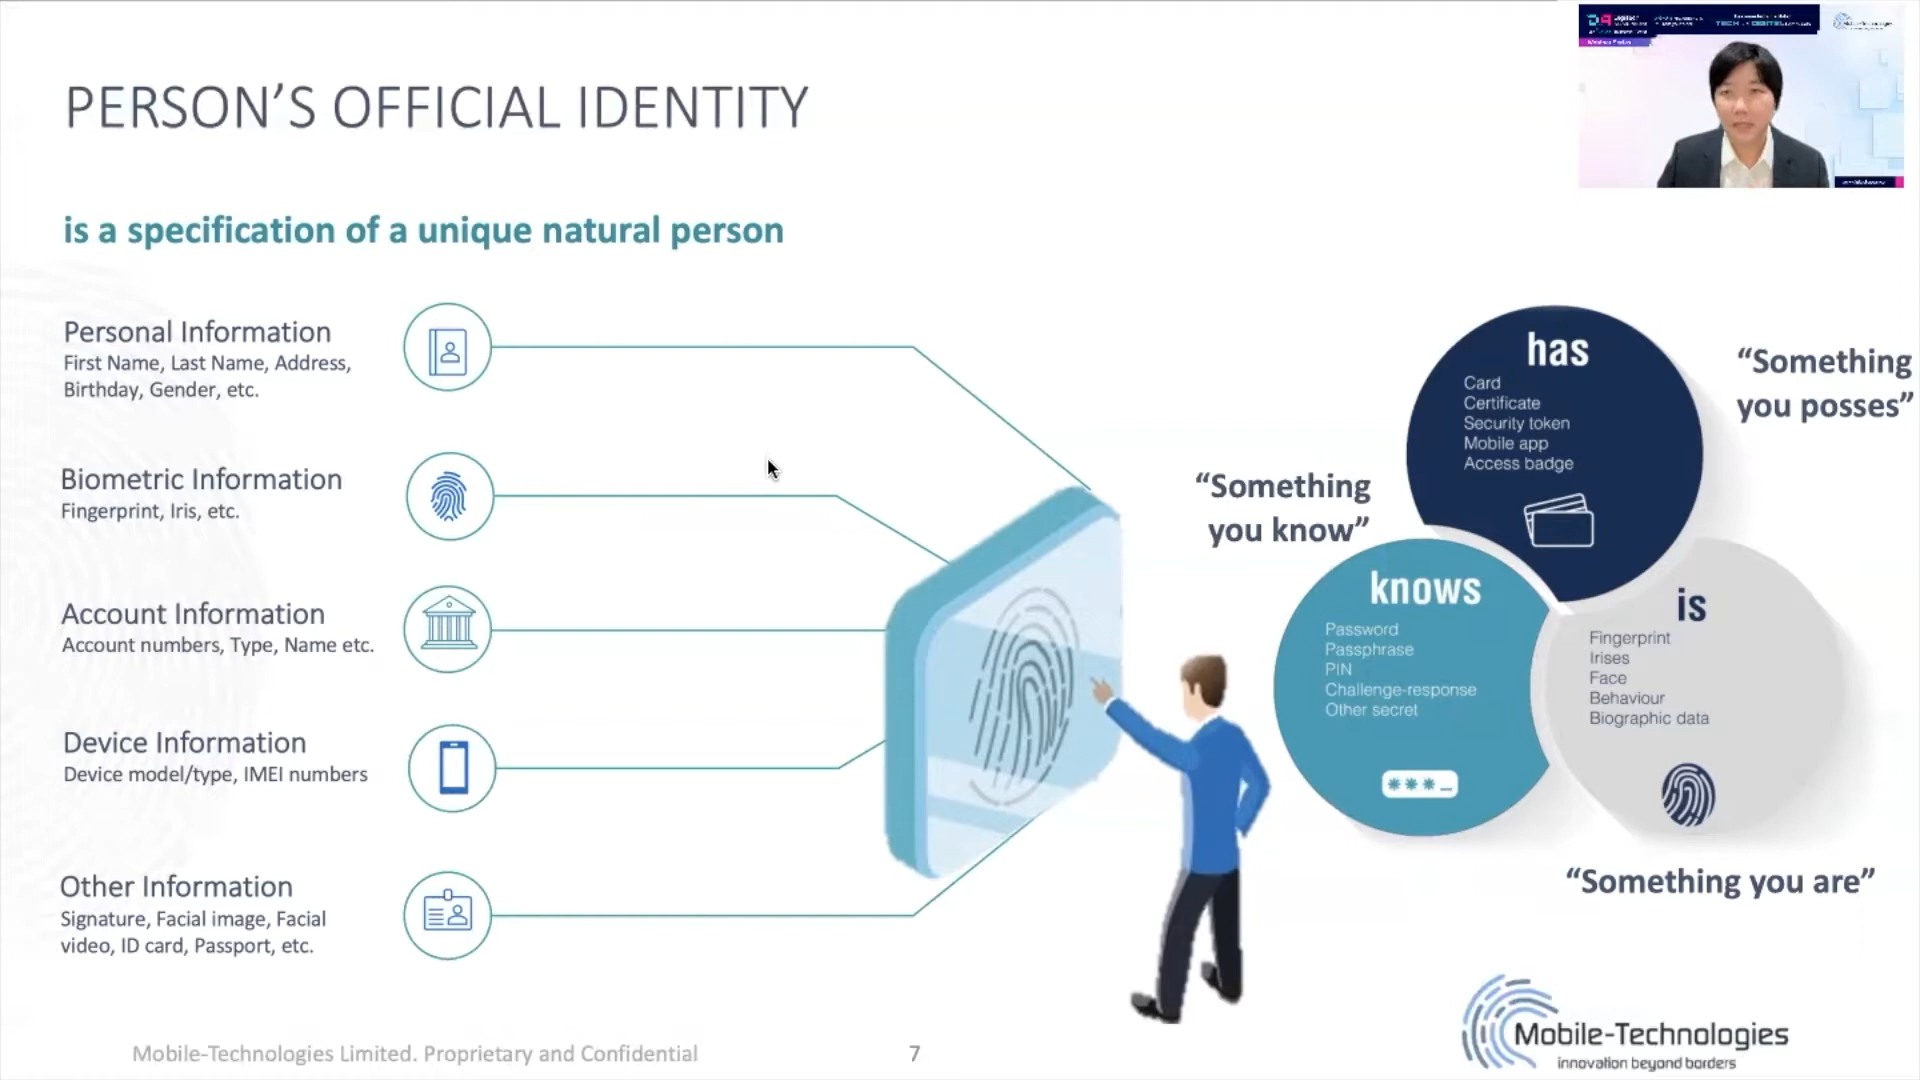 PERSON’S OFFICIAL IDENTITY
is a specification of a unique natural person
Personal Information
First Name, Last Name, Address,
Birthday, Gender, etc.
Biometric Information
Fingerprint, Iris, etc.
Account Information
Account numbers, Type, Name etc.
Device Information
Device model/type, IMEI numbers
Other Information
Signature, Facial image, Facial
video, ID card, Passport, etc.
has
Card
Certificate
Security token
Mobile app
Access badge
“Something
you posses”
“Something
you know”
knows
Password
Passphrase
PIN
Challenge-response
Other secret
***_
is
Fingerprint
Irises
Face
Behaviour
Biographic data
“Something you are”
Mobile-Technologies Limited. Proprietary and Confidential
7
Mobile-Technologies
innovation beyond borders